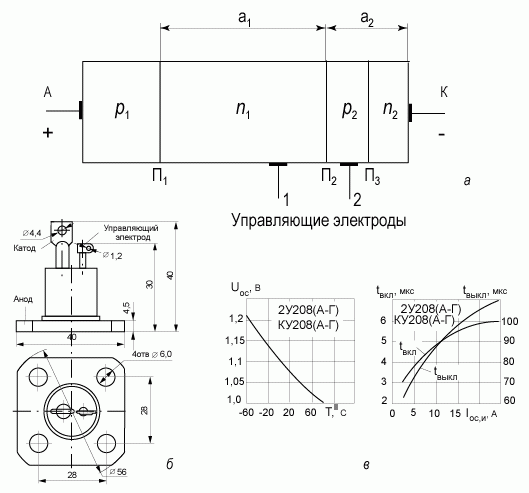 a₁ a₂
А К
p₁ n₁ p₂ n₂
+ -
П₁ П₂ П₃
1 2 а
Управляющие электроды
∅4,4 Управляющий электрод
Катод ∅1,2
Анод 4,5 30 40
40
4отв ∅6,0
28
28 ∅56
б
Uос, В
2У208(А-Г)
КУ208(А-Г)
1,2
1,1
1,1
1,05
1,0
-60 -20 20 60 T, С
tвкл, мкс tвыкл, мкс
2У208(А-Г)
КУ208(А-Г)
6 100
5 90
4 80
3 70
2 60
tвкл
tвыкл
0 5 10 15 Iос,и, А
в